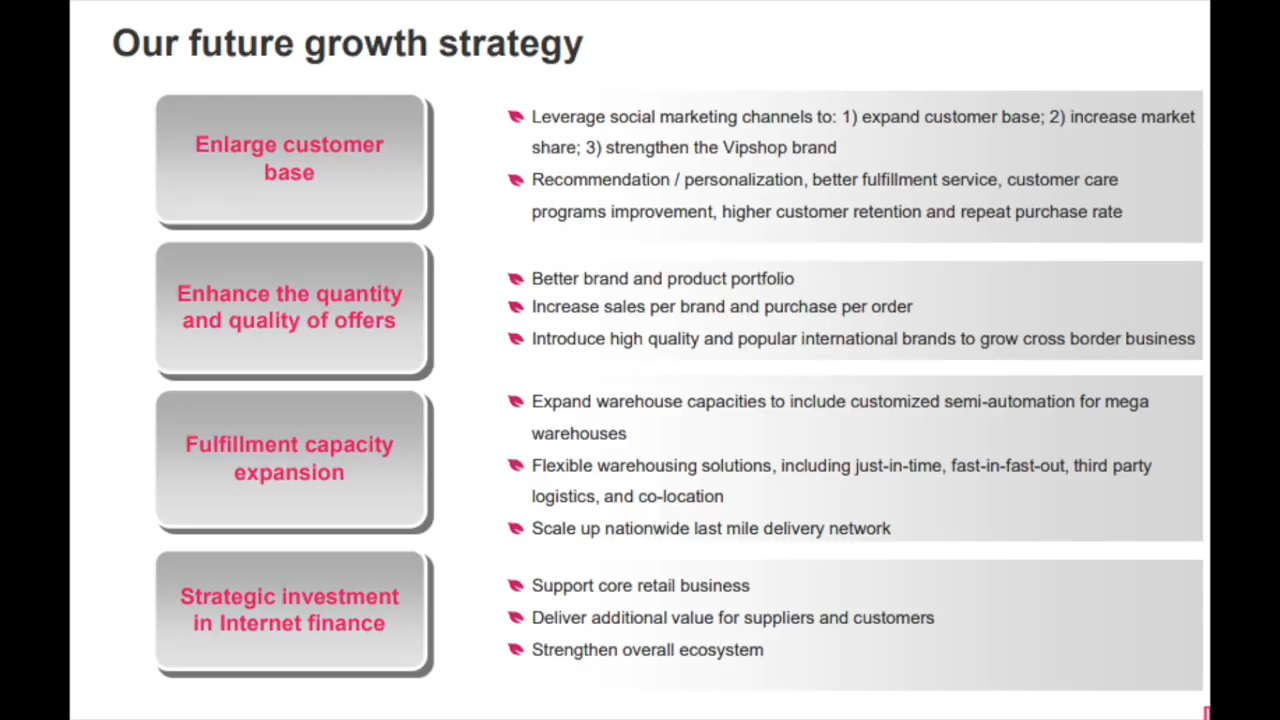 Our future growth strategy
Enlarge customer
base
Leverage social marketing channels to: 1) expand customer base; 2) increase market
share; 3) strengthen the Vipshop brand
Recommendation / personalization, better fulfillment service, customer care
programs improvement, higher customer retention and repeat purchase rate
Enhance the quantity
and quality of offers
Better brand and product portfolio
Increase sales per brand and purchase per order
Introduce high quality and popular international brands to grow cross border business
Fulfillment capacity
expansion
Expand warehouse capacities to include customized semi-automation for mega
warehouses
Flexible warehousing solutions, including just-in-time, fast-in-fast-out, third party
logistics, and co-location
Scale up nationwide last mile delivery network
Strategic investment
in Internet finance
Support core retail business
Deliver additional value for suppliers and customers
Strengthen overall ecosystem